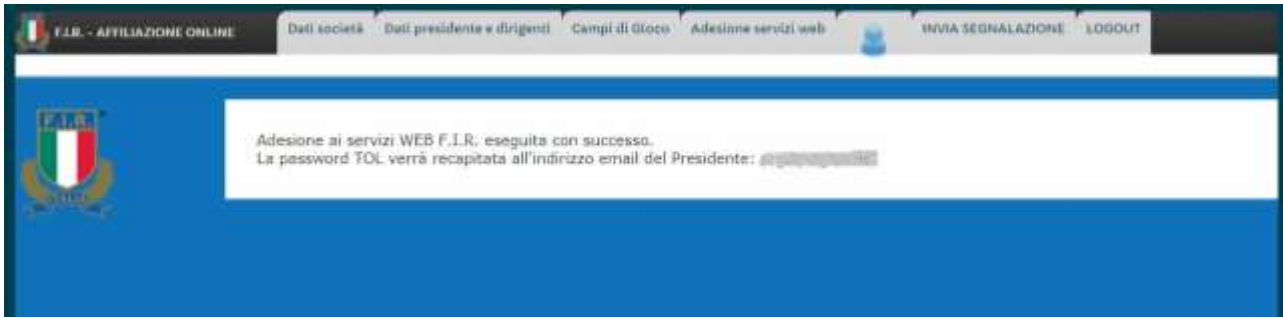 F.I.R. - AFFILIAZIONE ONLINE
Dati società
Dati presidente e dirigenti
Campi di Gioco
Adesione servizi web
INVIA SEGNALAZIONE
LOGOUT
F.I.R.
Adesione ai servizi WEB F.I.R. eseguita con successo.
La password TOL verrà recapitata all'indirizzo email del Presidente: